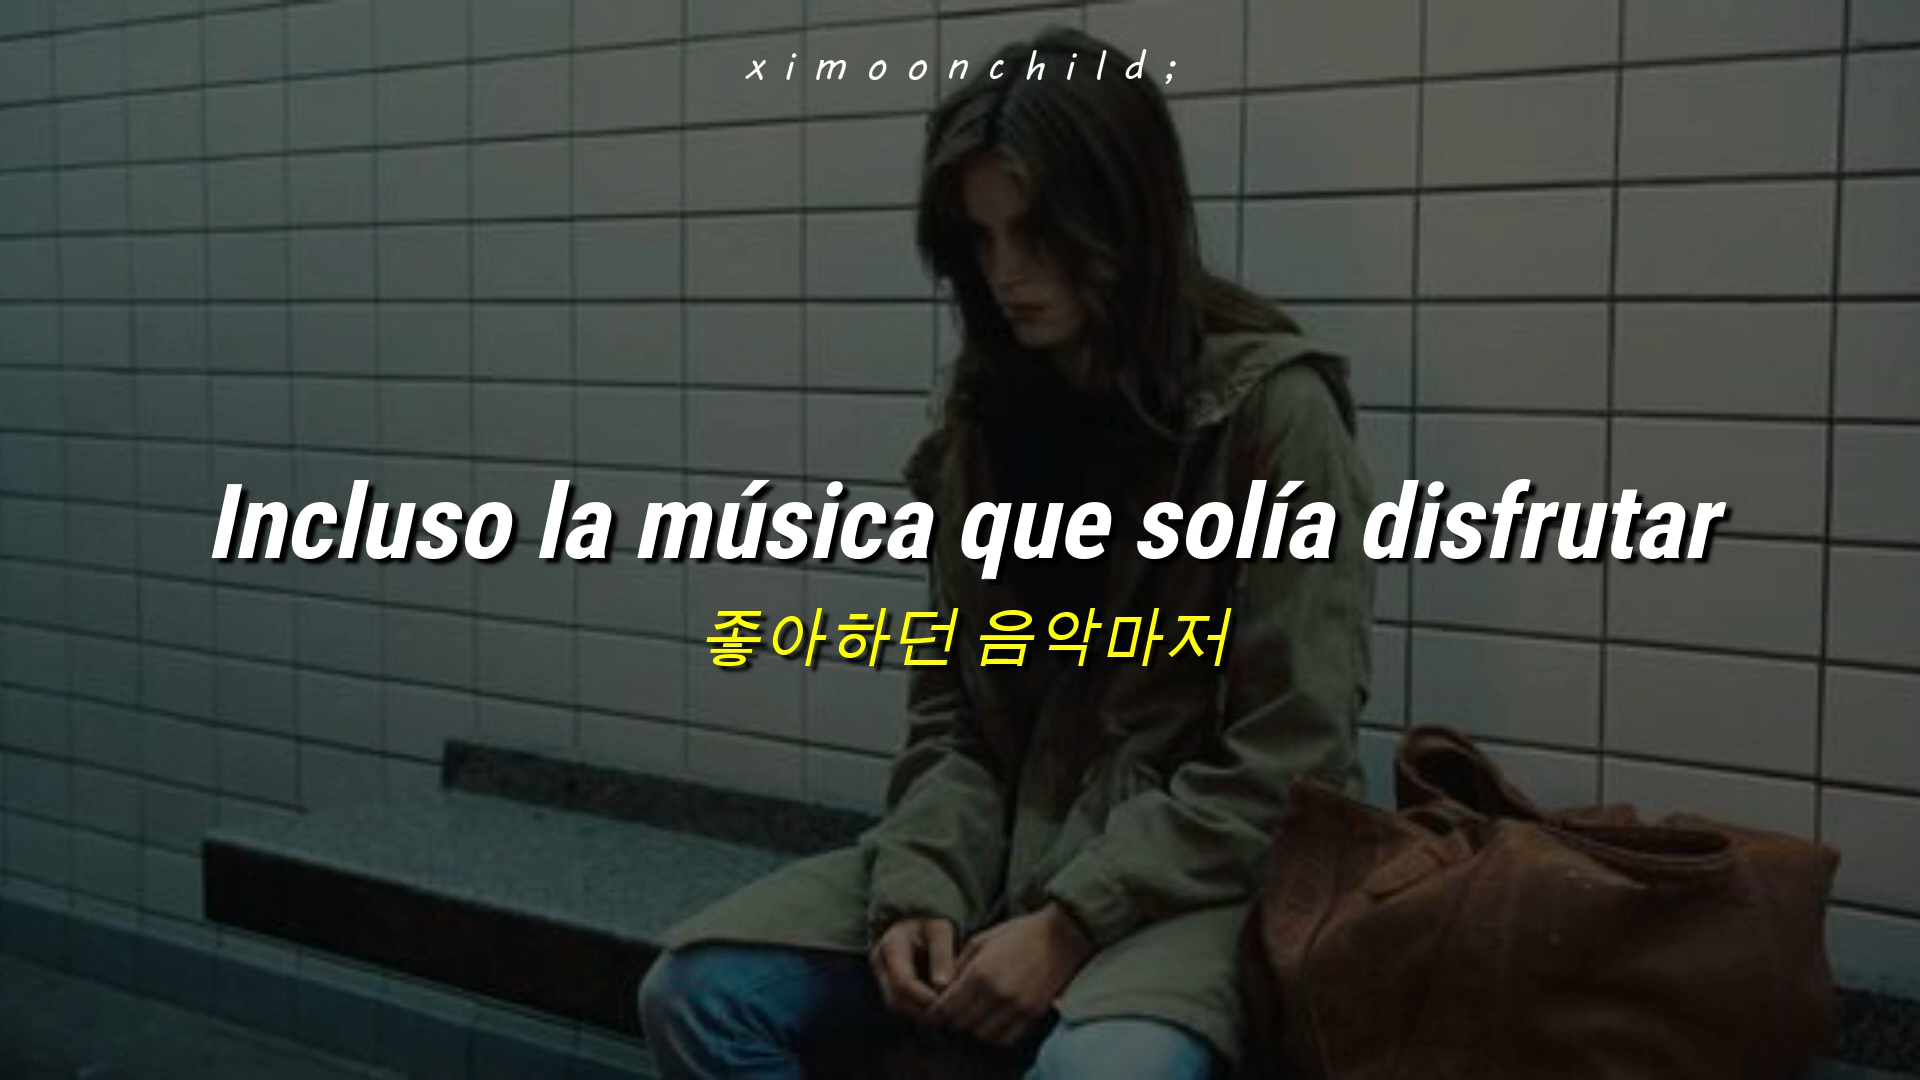 ximoonchild;
Incluso la música que solía disfrutar
좋아하던 음악마저